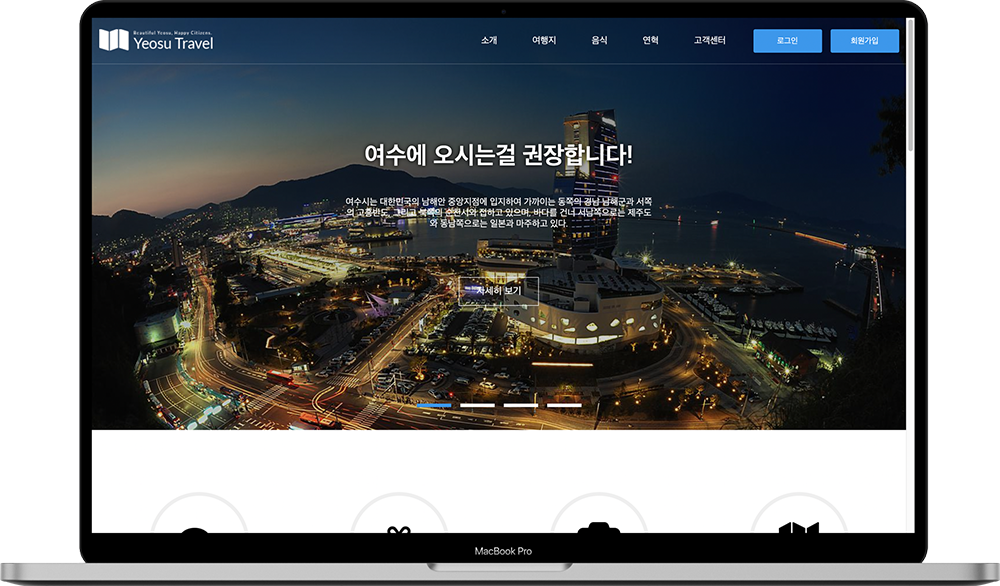 Beautiful Yeosu, Happy Citizens.
Yeosu Travel
소개
여행지
음식
연혁
고객센터
로그인
회원가입
여수에 오시는걸 권장합니다!
여수시는 대한민국의 남해안 중앙지점에 입지하여 가까이는 동쪽의 경남 남해군과 서쪽
의 고흥반도, 그리고 북쪽의 순천시와 접하고 있으며, 바다를 건너 서남쪽으로는 제주도
와 동남쪽으로는 일본과 마주하고 있다.
자세히 보기
MacBook Pro